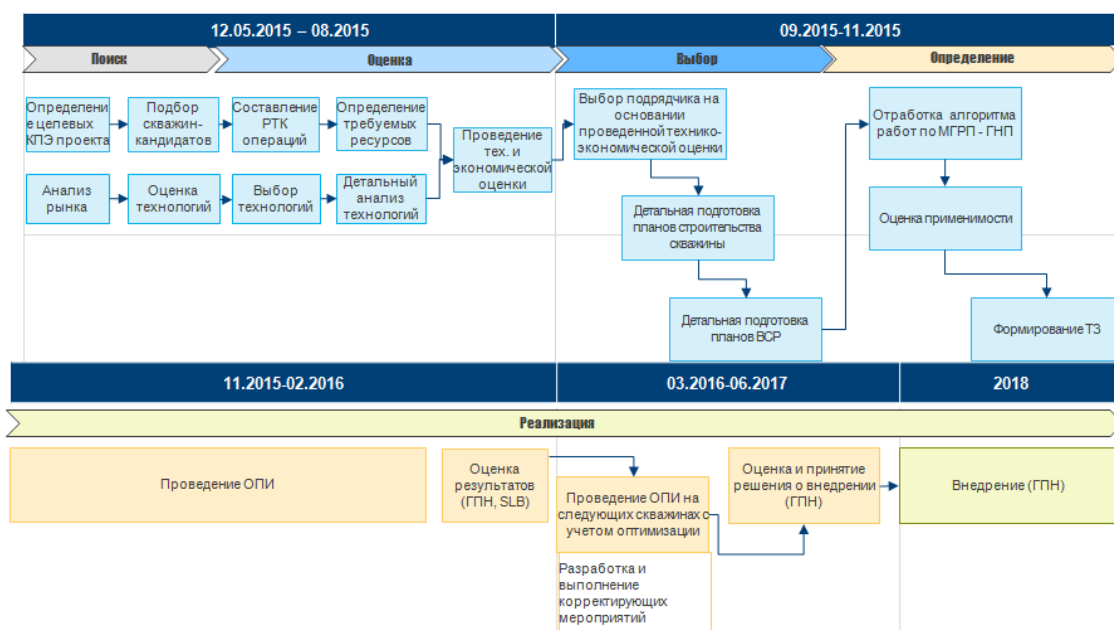 12.05.2015 – 08.2015
09.2015-11.2015
Поиск
Оценка
Выбор
Определение
Определени
е целевых
КПЭ проекта
Подбор
скважин-
кандидатов
Составление
РТК
операций
Определение
требуемых
ресурсов
Анализ
рынка
Оценка
технологий
Выбор
технологий
Детальный
анализ
технологий
Проведение
тех. и
экономической
оценки
Выбор подрядчика на
основании
проведенной технико-
экономической оценки
Детальная подготовка
планов строительства
скважины
Детальная подготовка
планов ВСР
Отработка алгоритма
работ по МГРП - ГНП
Оценка применимости
Формирование ТЗ
11.2015-02.2016
03.2016-06.2017
2018
Реализация
Проведение ОПИ
Оценка
результатов
(ГПН, SLB)
Проведение ОПИ на
следующих скважинах с
учетом оптимизации
Разработка и
выполнение
корректирующих
мероприятий
Оценка и принятие
решения о внедрении
(ГПН)
Внедрение (ГПН)